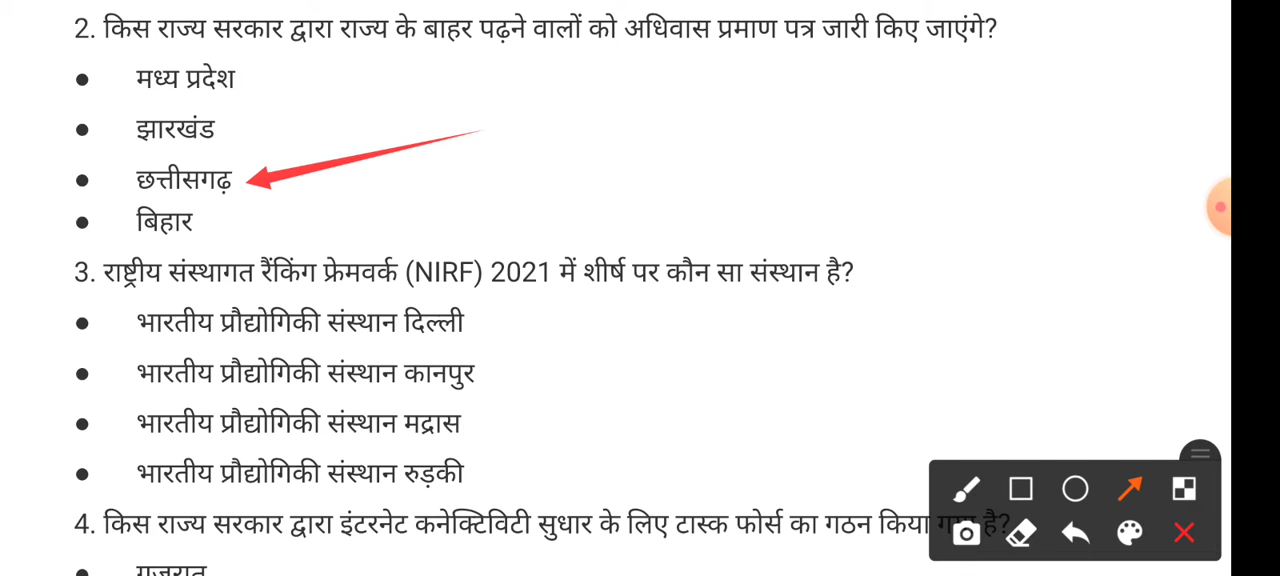 2. किस राज्य सरकार द्वारा राज्य के बाहर पढ़ने वालों को अधिवास प्रमाण पत्र जारी किए जाएंगे?
● मध्य प्रदेश
● झारखंड
● छत्तीसगढ़
● बिहार
3. राष्ट्रीय संस्थागत रैंकिंग फ्रेमवर्क (NIRF) 2021 में शीर्ष पर कौन सा संस्थान है?
● भारतीय प्रौद्योगिकी संस्थान दिल्ली
● भारतीय प्रौद्योगिकी संस्थान कानपुर
● भारतीय प्रौद्योगिकी संस्थान मद्रास
● भारतीय प्रौद्योगिकी संस्थान रुड़की
4. किस राज्य सरकार द्वारा इंटरनेट कनेक्टिविटी सुधार के लिए टास्क फोर्स का गठन किया है?